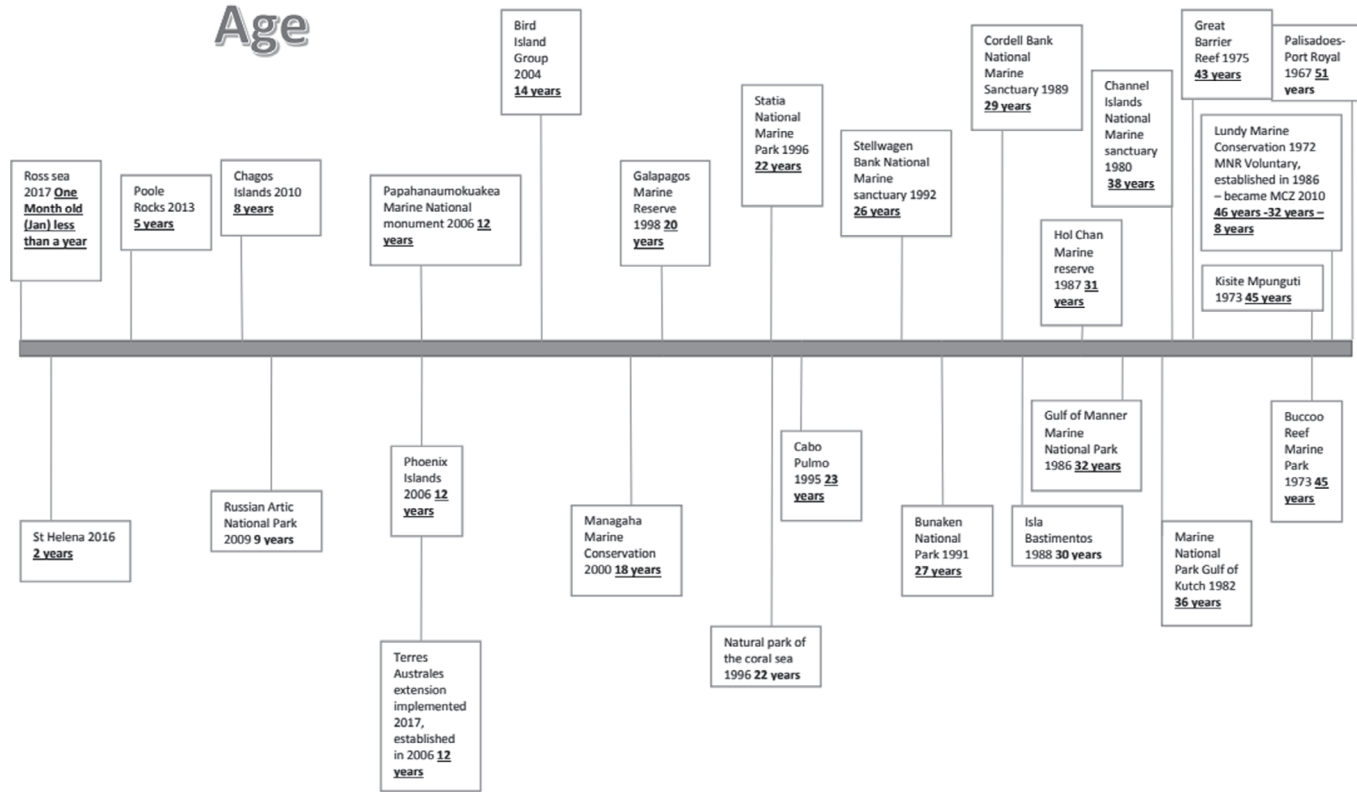 Age
Ross sea
2017 One
Month old
(Jan) less
than a year
Poole
Rocks 2013
5 years
Chagos
Islands 2010
8 years
Papahanaumokuakea
Marine National
monument 2006 12
years
Bird
Island
Group
2004
14 years
Galapagos
Marine
Reserve
1998 20
years
Statia
National
Marine
Park 1996
22 years
Stellwagen
Bank National
Marine
sanctuary 1992
26 years
Cordell Bank
National
Marine
Sanctuary 1989
29 years
Hol Chan
Marine
reserve
1987 31
years
Channel
Islands
National
Marine
sanctuary
1980
38 years
Great
Barrier
Reef 1975
43 years
Palisadoes-
Port Royal
1967 51
years
Lundy Marine
Conservation 1972
MNR Voluntary,
established in 1986
– became MCZ 2010
46 years -32 years –
8 years
Kisite Mpunguti
1973 45 years
St Helena 2016
2 years
Russian Artic
National Park
2009 9 years
Phoenix
Islands
2006 12
years
Terres
Australes
extension
implemented
2017,
established
in 2006 12
years
Managaha
Marine
Conservation
2000 18 years
Natural park of
the coral sea
1996 22 years
Cabo
Pulmo
1995 23
years
Bunaken
National
Park 1991
27 years
Isla
Bastimentos
1988 30 years
Gulf of Manner
Marine
National Park
1986 32 years
Marine
National
Park Gulf of
Kutch 1982
36 years
Buccoo
Reef
Marine
Park
1973 45
years